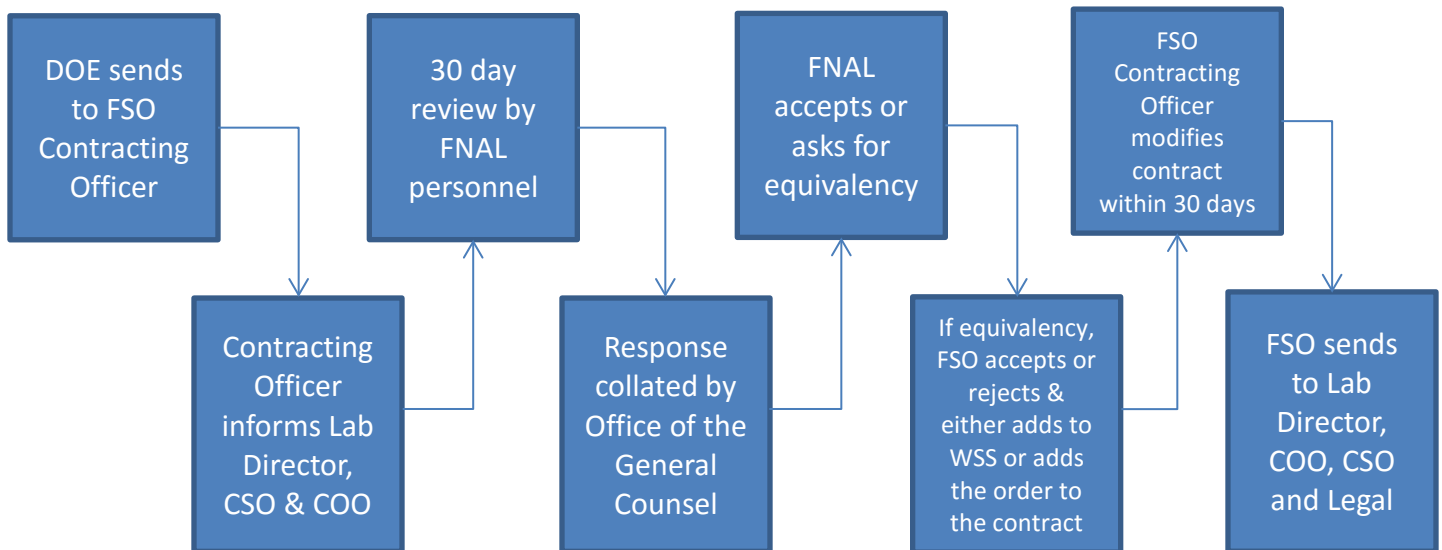 DOE sends
to FSO
Contracting
Officer
Contracting
Officer
informs Lab
Director,
CSO & COO
30 day
review by
FNAL
personnel
Response
collated by
Office of the
General
Counsel
FNAL
accepts or
asks for
equivalency
If equivalency,
FSO accepts or
rejects &
either adds to
WSS or adds
the order to
the contract
FSO
Contracting
Officer
modifies
contract
within 30 days
FSO sends
to Lab
Director,
COO, CSO
and Legal